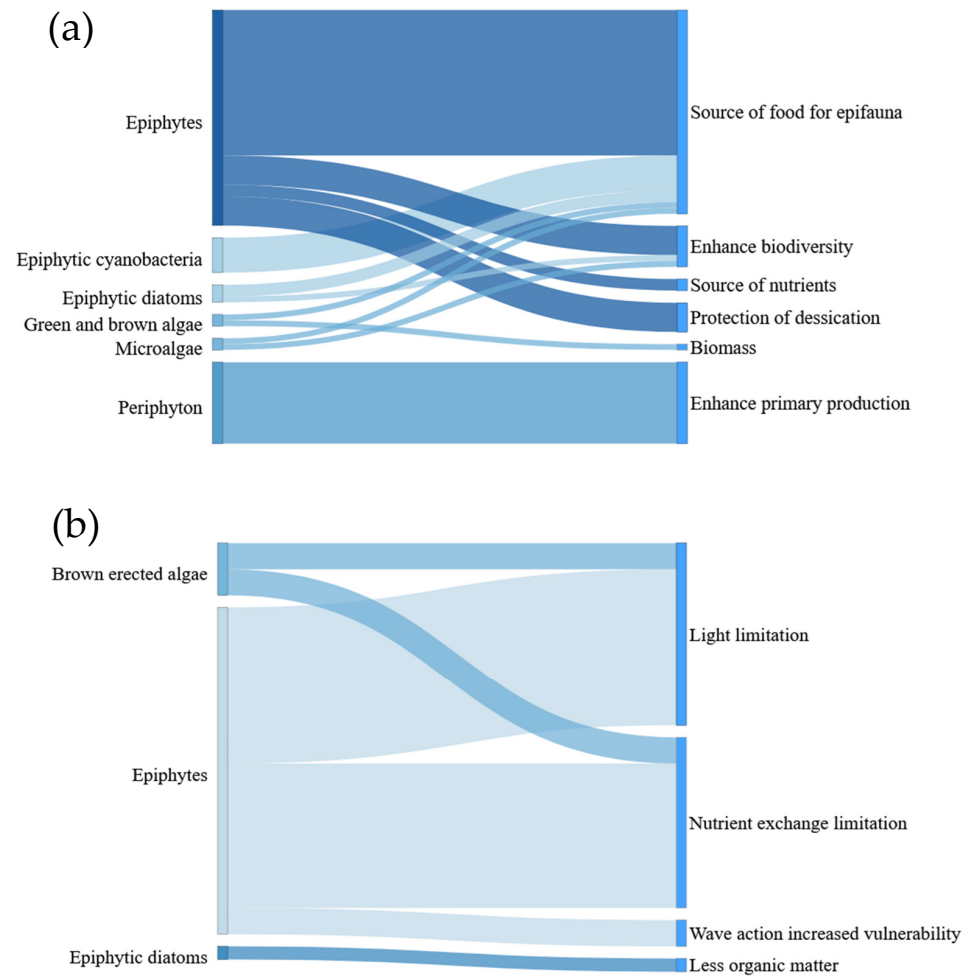 (a)
Epiphytes
Epiphytic cyanobacteria
Epiphytic diatoms
Green and brown algae
Microalgae
Periphyton
Source of food for epifauna
Enhance biodiversity
Source of nutrients
Protection of dessication
Biomass
Enhance primary production
(b)
Brown erected algae
Epiphytes
Epiphytic diatoms
Light limitation
Nutrient exchange limitation
Wave action increased vulnerability
Less organic matter